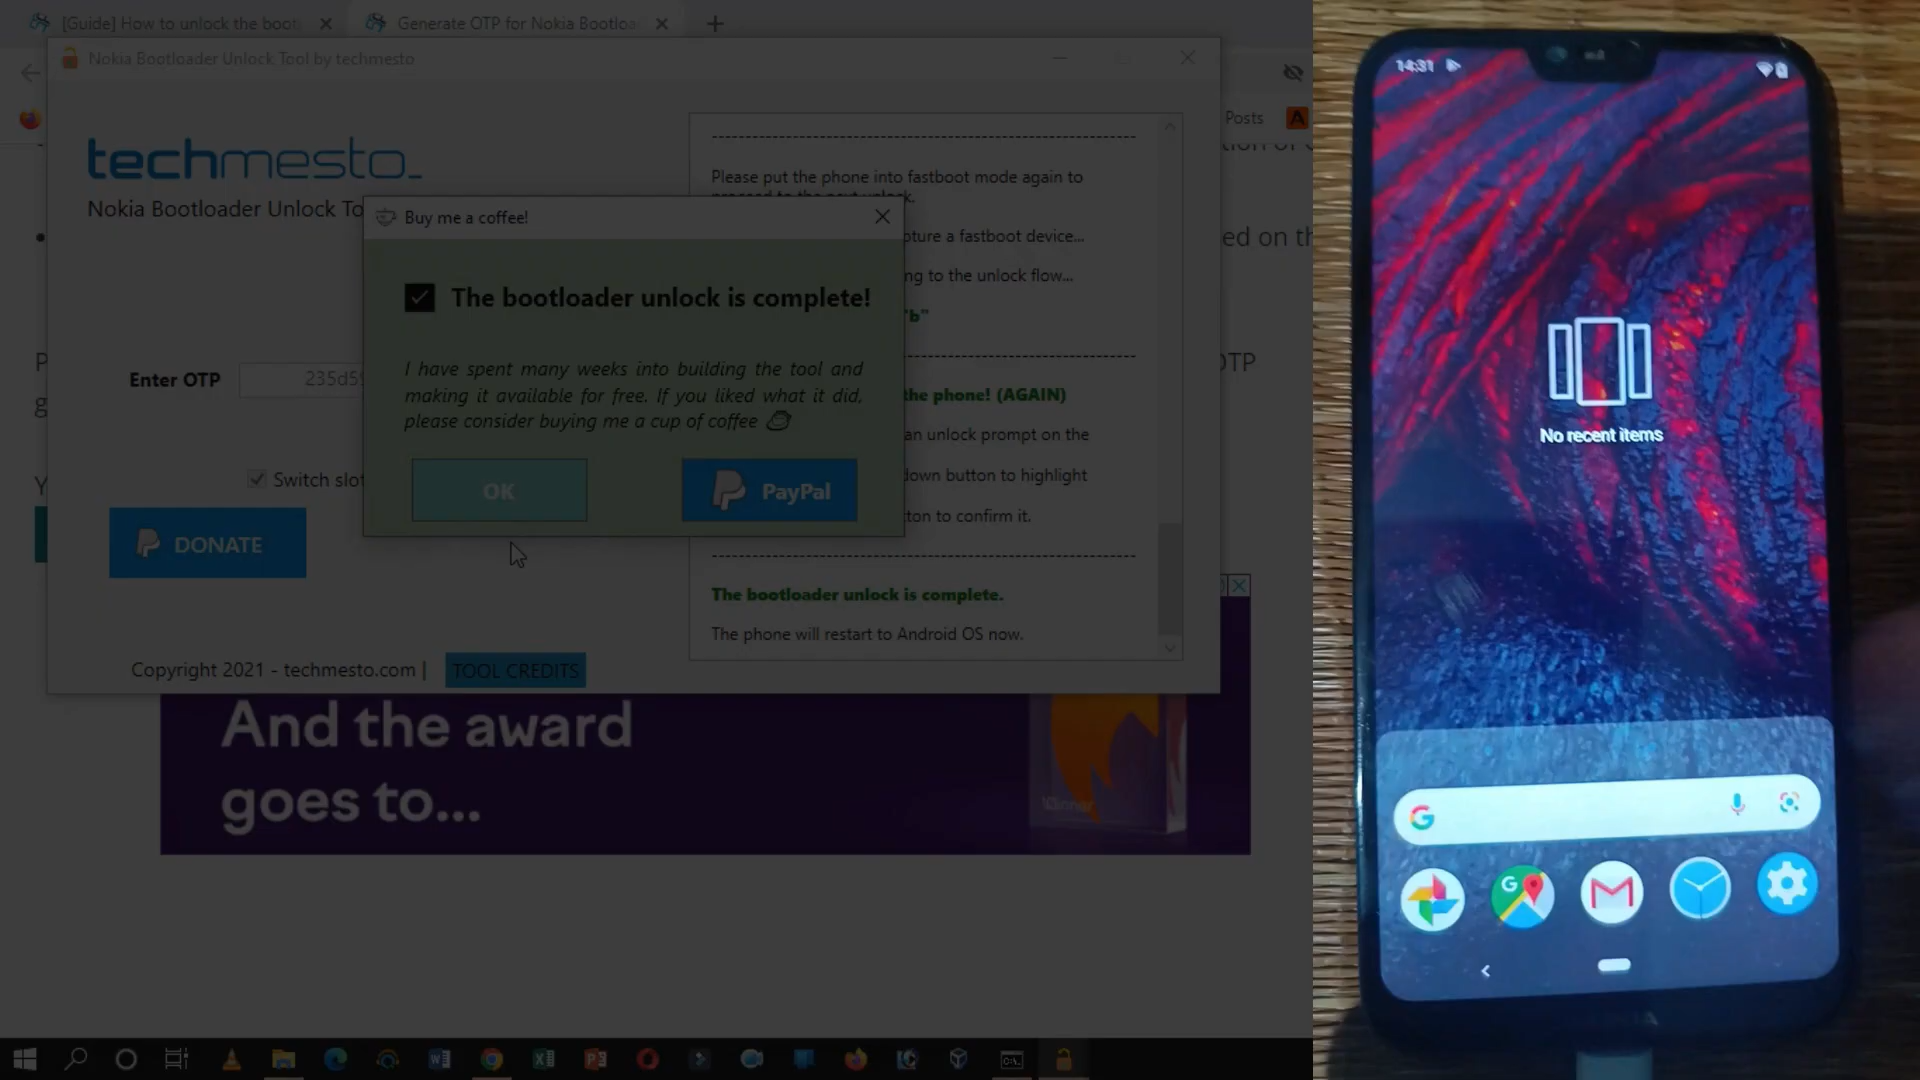 [Guide] How to unlock the boot
Generate OTP for Nokia Bootloa
Nokia Bootloader Unlock Tool by techmesto
Posts
techmesto_
Nokia Bootloader Unlock To
Please put the phone into fastboot mode again to
Buy me a coffee!
pture a fastboot device...
ed on th
ng to the unlock flow...
The bootloader unlock is complete!
"b"
I have spent many weeks into building the tool and
making it available for free. If you liked what it did,
please consider buying me a cup of coffee
OTP
Enter OTP
235d5
the phone! (AGAIN)
an unlock prompt on the
down button to highlight
Switch slot
OK
PayPal
ton to confirm it.
DONATE
The bootloader unlock is complete.
The phone will restart to Android OS now.
Copyright 2021 - techmesto.com |
TOOL CREDITS
And the award
goes to...
14:31
No recent items